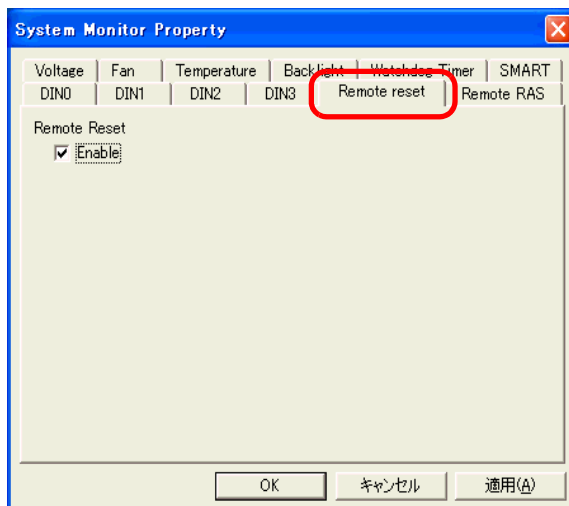 System Monitor Property
Voltage Fan Temperature Backlight Watchdog Timer SMART
DIN0 DIN1 DIN2 DIN3 Remote reset Remote RAS
Remote Reset
Enable
OK キャンセル 適用(A)